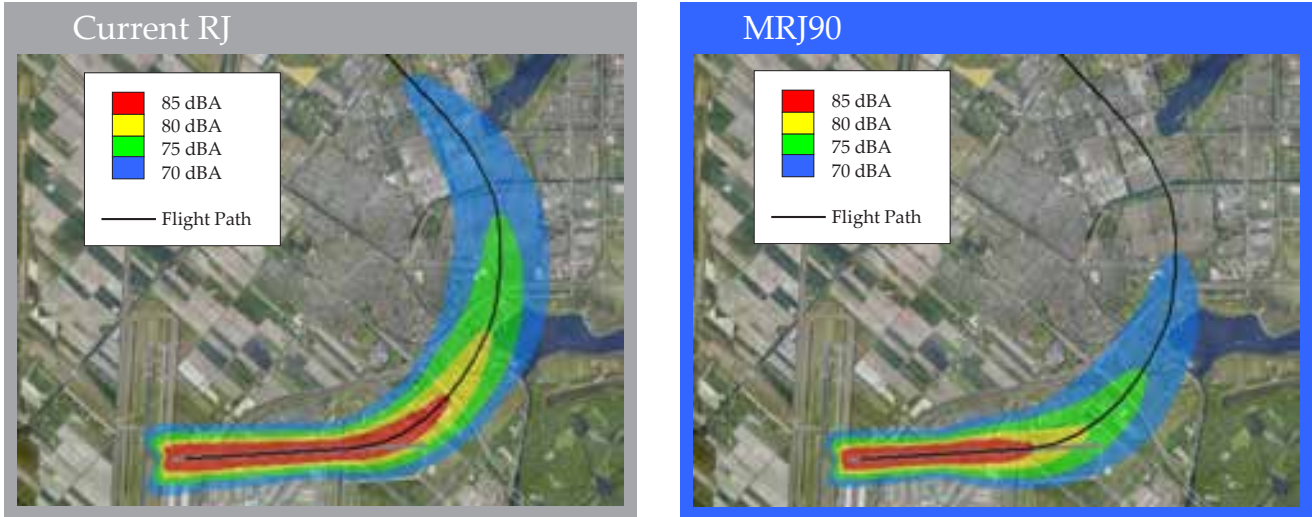 Current RJ
85 dBA
80 dBA
75 dBA
70 dBA
Flight Path
MRJ90
85 dBA
80 dBA
75 dBA
70 dBA
Flight Path